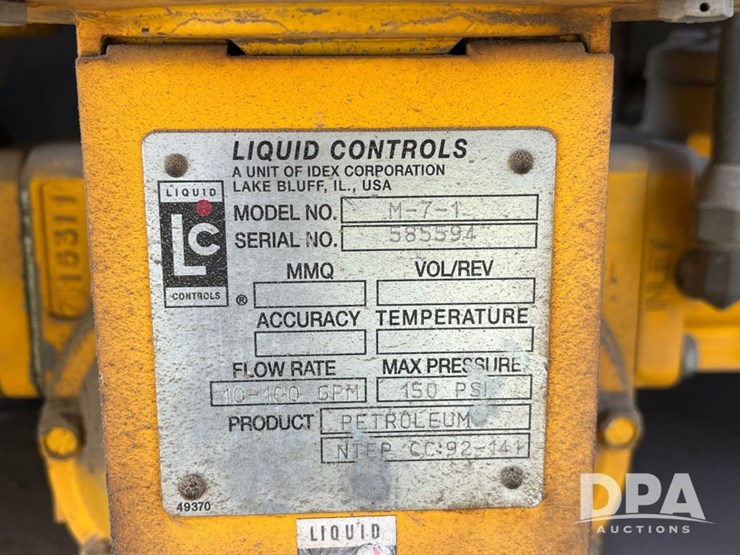 LIQUID CONTROLS
A UNIT OF IDEX CORPORATION
LAKE BLUFF, IL., USA
LIQUID
LC
CONTROLS
®
MODEL NO. M-7-1
SERIAL NO. 585594
MMQ VOL/REV
ACCURACY TEMPERATURE
FLOW RATE MAX PRESSURE
10-100 GPM 150 PSI
PRODUCT PETROLEUM
NTEP CC 92-141
49370
LIQUID
15311
DPA
AUCTIONS